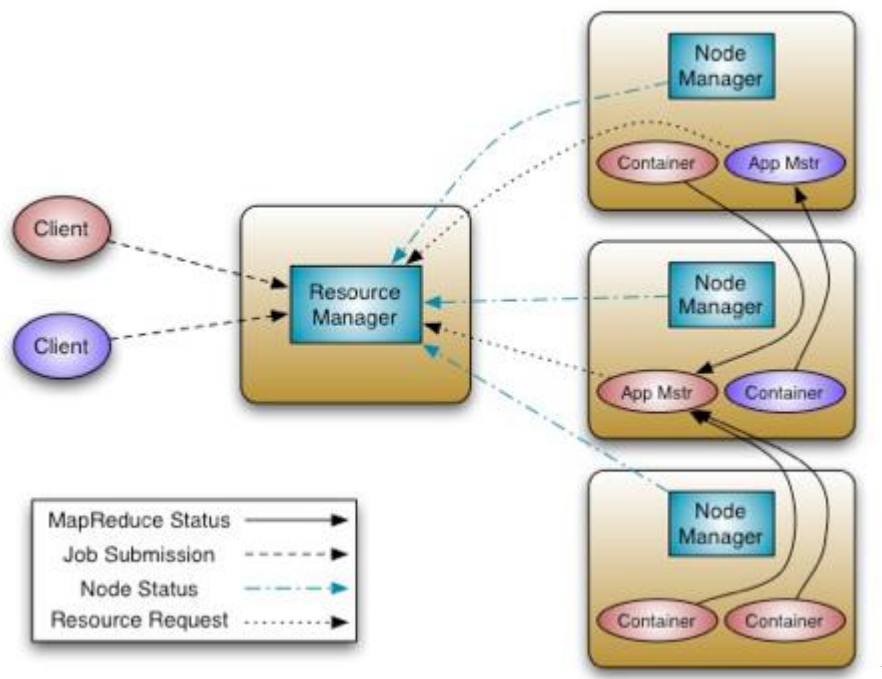 Node
Manager
Container
App Mstr
Client
Client
Resource
Manager
Node
Manager
App Mstr
Container
Node
Manager
Container
Container
MapReduce Status
Job Submission
Node Status
Resource Request